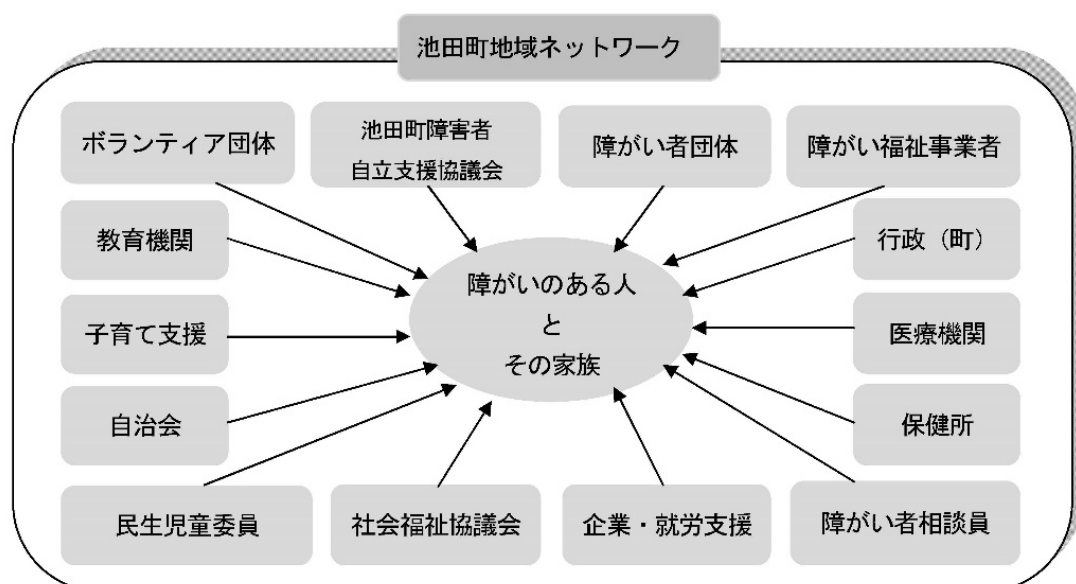 池田町地域ネットワーク
ボランティア団体
池田町障害者
自立支援協議会
障がい者団体
障がい福祉事業者
教育機関
行政（町）
障がいのある人
と
その家族
子育て支援
医療機関
自治会
保健所
民生児童委員
社会福祉協議会
企業・就労支援
障がい者相談員